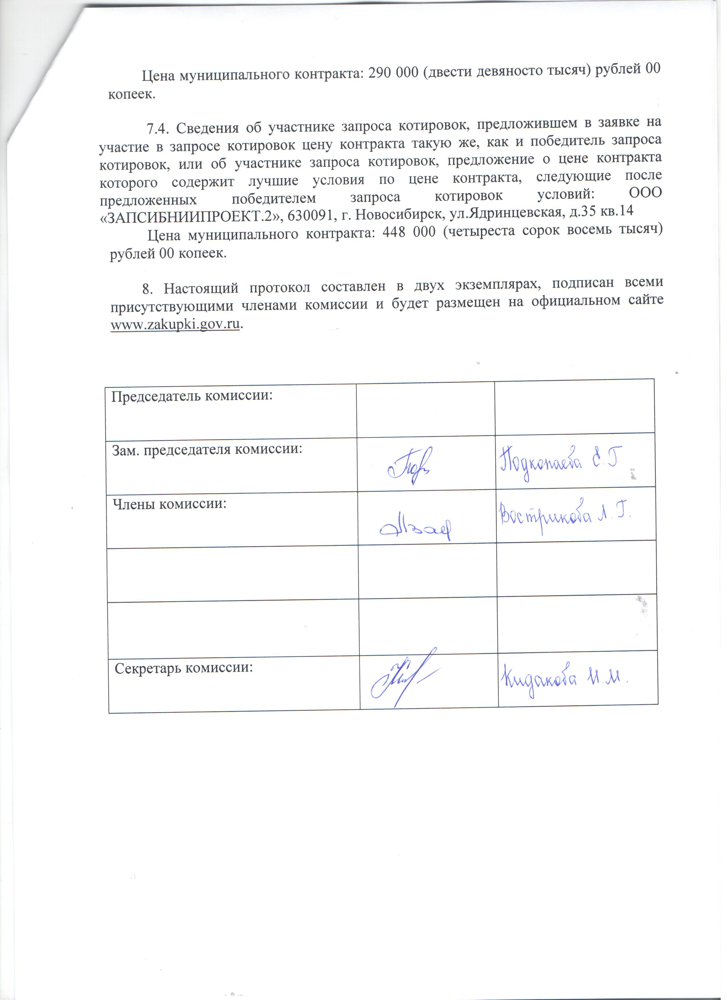 Цена муниципального контракта: 290 000 (двести девяносто тысяч) рублей 00
копеек.
7.4. Сведения об участнике запроса котировок, предложившем в заявке на
участие в запросе котировок цену контракта такую же, как и победитель запроса
котировок, или об участнике запроса котировок, предложение о цене контракта
которого содержит лучшие условия по цене контракта, следующие после
предложенных победителем запроса котировок условий: ООО
«ЗАПСИБНИИПРОЕКТ.2», 630091, г. Новосибирск, ул.Ядринцевская, д.35 кв.14
Цена муниципального контракта: 448 000 (четыреста сорок восемь тысяч)
рублей 00 копеек.
8. Настоящий протокол составлен в двух экземплярах, подписан всеми
присутствующими членами комиссии и будет размещен на официальном сайте
www.zakupki.gov.ru.
Председатель комиссии:
Зам. председателя комиссии: Подкопаева Е.Г
Члены комиссии: Вострикова Л.Г.
Секретарь комиссии: Кидакова И.М.